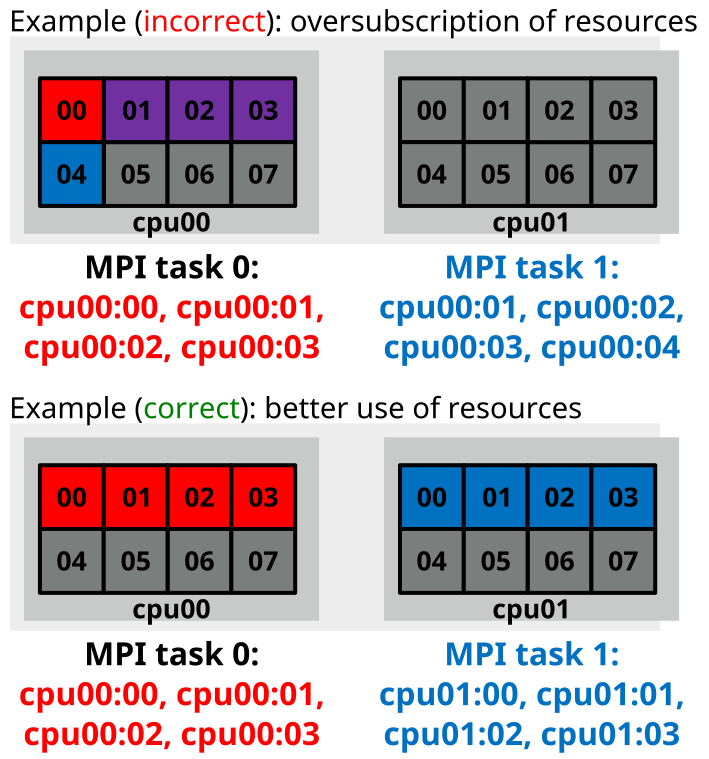 Example (incorrect): oversubscription of resources
00 01 02 03 00 01 02 03
04 05 06 07 04 05 06 07
cpu00 cpu01
MPI task 0: MPI task 1:
cpu00:00, cpu00:01, cpu00:01, cpu00:02,
cpu00:02, cpu00:03 cpu00:03, cpu00:04
Example (correct): better use of resources
00 01 02 03 00 01 02 03
04 05 06 07 04 05 06 07
cpu00 cpu01
MPI task 0: MPI task 1:
cpu00:00, cpu00:01, cpu01:00, cpu01:01,
cpu00:02, cpu00:03 cpu01:02, cpu01:03